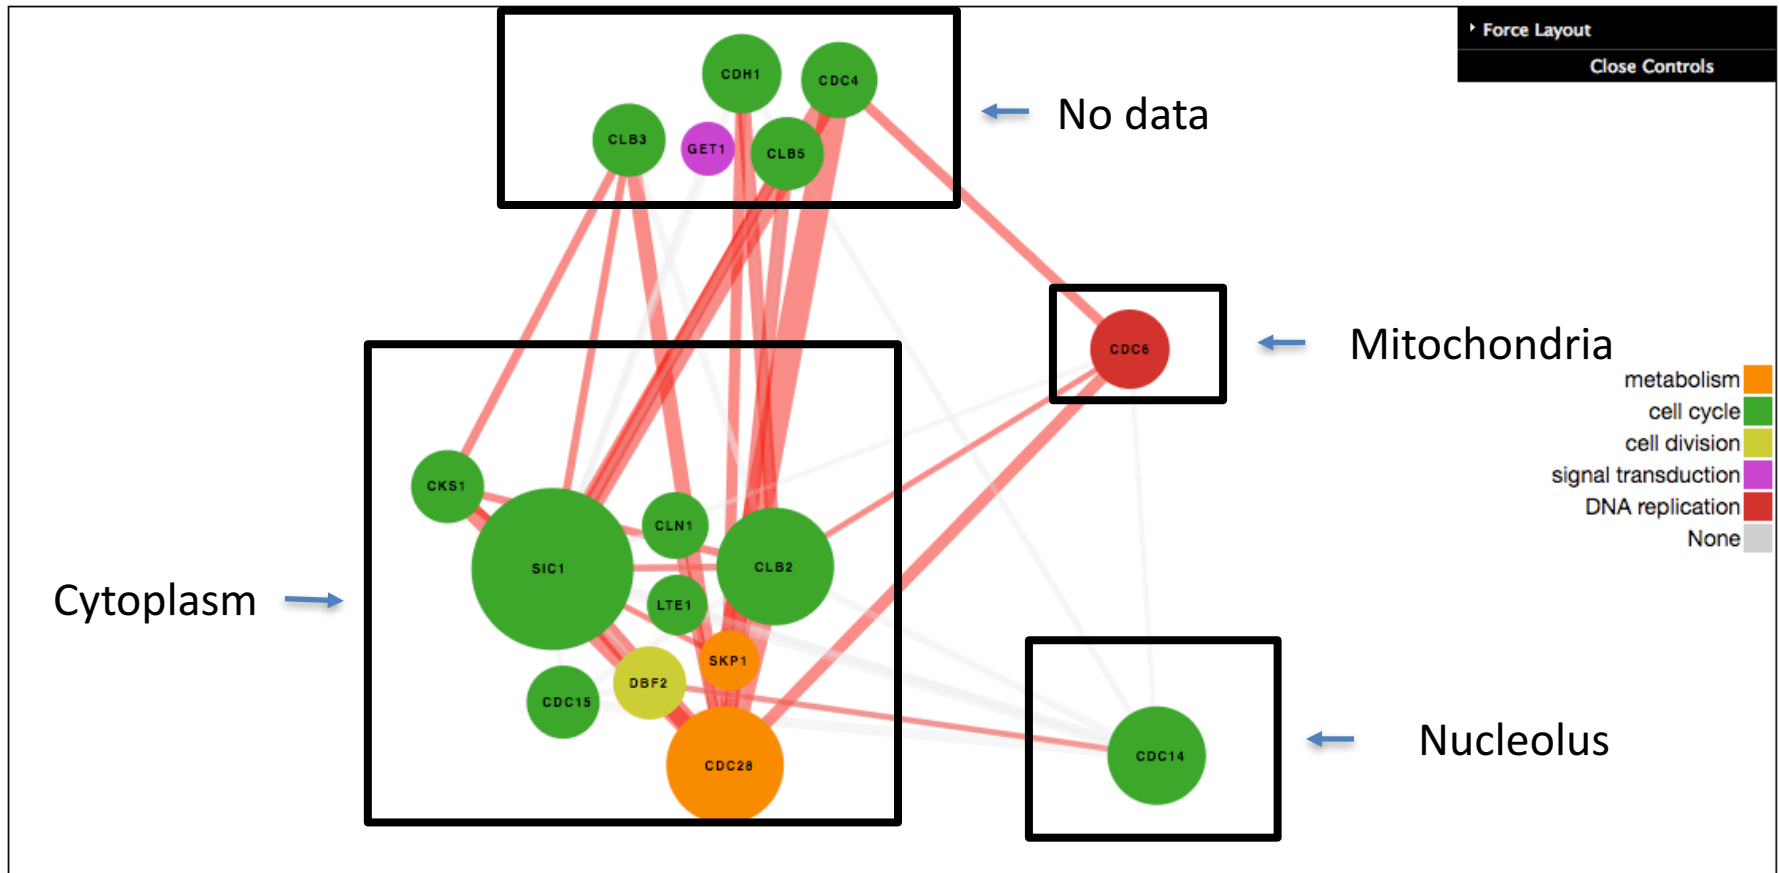 Force Layout
Close Controls
CDH1
CDC4
No data
CLB3
GET1
CLB5
CDC6
Mitochondria
metabolism
cell cycle
cell division
signal transduction
DNA replication
None
CKS1
CLN1
SIC1
CLB2
Cytoplasm
LTE1
SKP1
DBF2
CDC15
CDC28
CDC14
Nucleolus